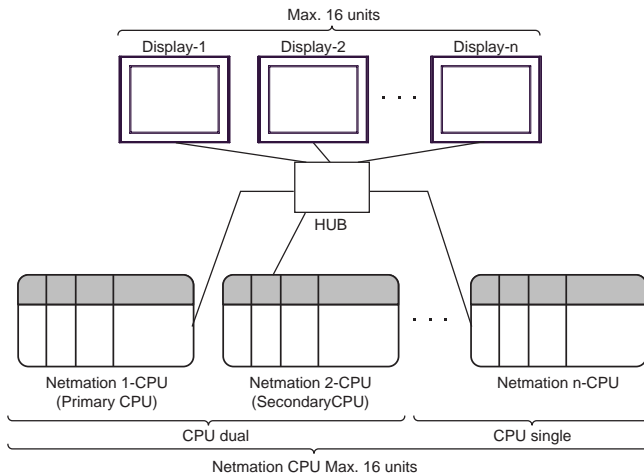 Max. 16 units
Display-1
Display-2
Display-n
. . .
HUB
. . .
Netmation 1-CPU
(Primary CPU)
Netmation 2-CPU
(SecondaryCPU)
Netmation n-CPU
CPU dual
CPU single
Netmation CPU Max. 16 units